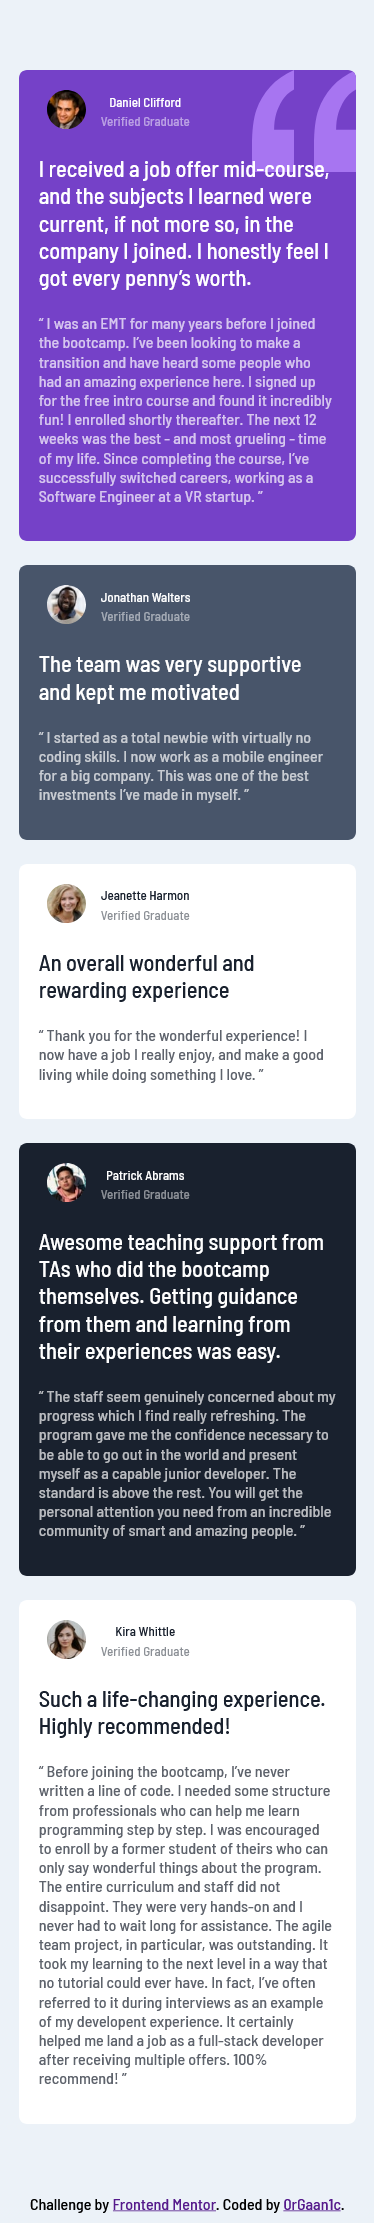 Daniel Clifford
Verified Graduate
I received a job offer mid-course,
and the subjects I learned were
current, if not more so, in the
company I joined. I honestly feel I
got every penny’s worth.
“ I was an EMT for many years before I joined
the bootcamp. I’ve been looking to make a
transition and have heard some people who
had an amazing experience here. I signed up
for the free intro course and found it incredibly
fun! I enrolled shortly thereafter. The next 12
weeks was the best - and most grueling - time
of my life. Since completing the course, I’ve
successfully switched careers, working as a
Software Engineer at a VR startup. ”
Jonathan Walters
Verified Graduate
The team was very supportive
and kept me motivated
“ I started as a total newbie with virtually no
coding skills. I now work as a mobile engineer
for a big company. This was one of the best
investments I’ve made in myself. ”
Jeanette Harmon
Verified Graduate
An overall wonderful and
rewarding experience
“ Thank you for the wonderful experience! I
now have a job I really enjoy, and make a good
living while doing something I love. ”
Patrick Abrams
Verified Graduate
Awesome teaching support from
TAs who did the bootcamp
themselves. Getting guidance
from them and learning from
their experiences was easy.
“ The staff seem genuinely concerned about my
progress which I find really refreshing. The
program gave me the confidence necessary to
be able to go out in the world and present
myself as a capable junior developer. The
standard is above the rest. You will get the
personal attention you need from an incredible
community of smart and amazing people. ”
Kira Whittle
Verified Graduate
Such a life-changing experience.
Highly recommended!
“ Before joining the bootcamp, I’ve never
written a line of code. I needed some structure
from professionals who can help me learn
programming step by step. I was encouraged
to enroll by a former student of theirs who can
only say wonderful things about the program.
The entire curriculum and staff did not
disappoint. They were very hands-on and I
never had to wait long for assistance. The agile
team project, in particular, was outstanding. It
took my learning to the next level in a way that
no tutorial could ever have. In fact, I’ve often
referred to it during interviews as an example
of my developent experience. It certainly
helped me land a job as a full-stack developer
after receiving multiple offers. 100%
recommend! ”
Challenge by Frontend Mentor. Coded by OrGaan1c.